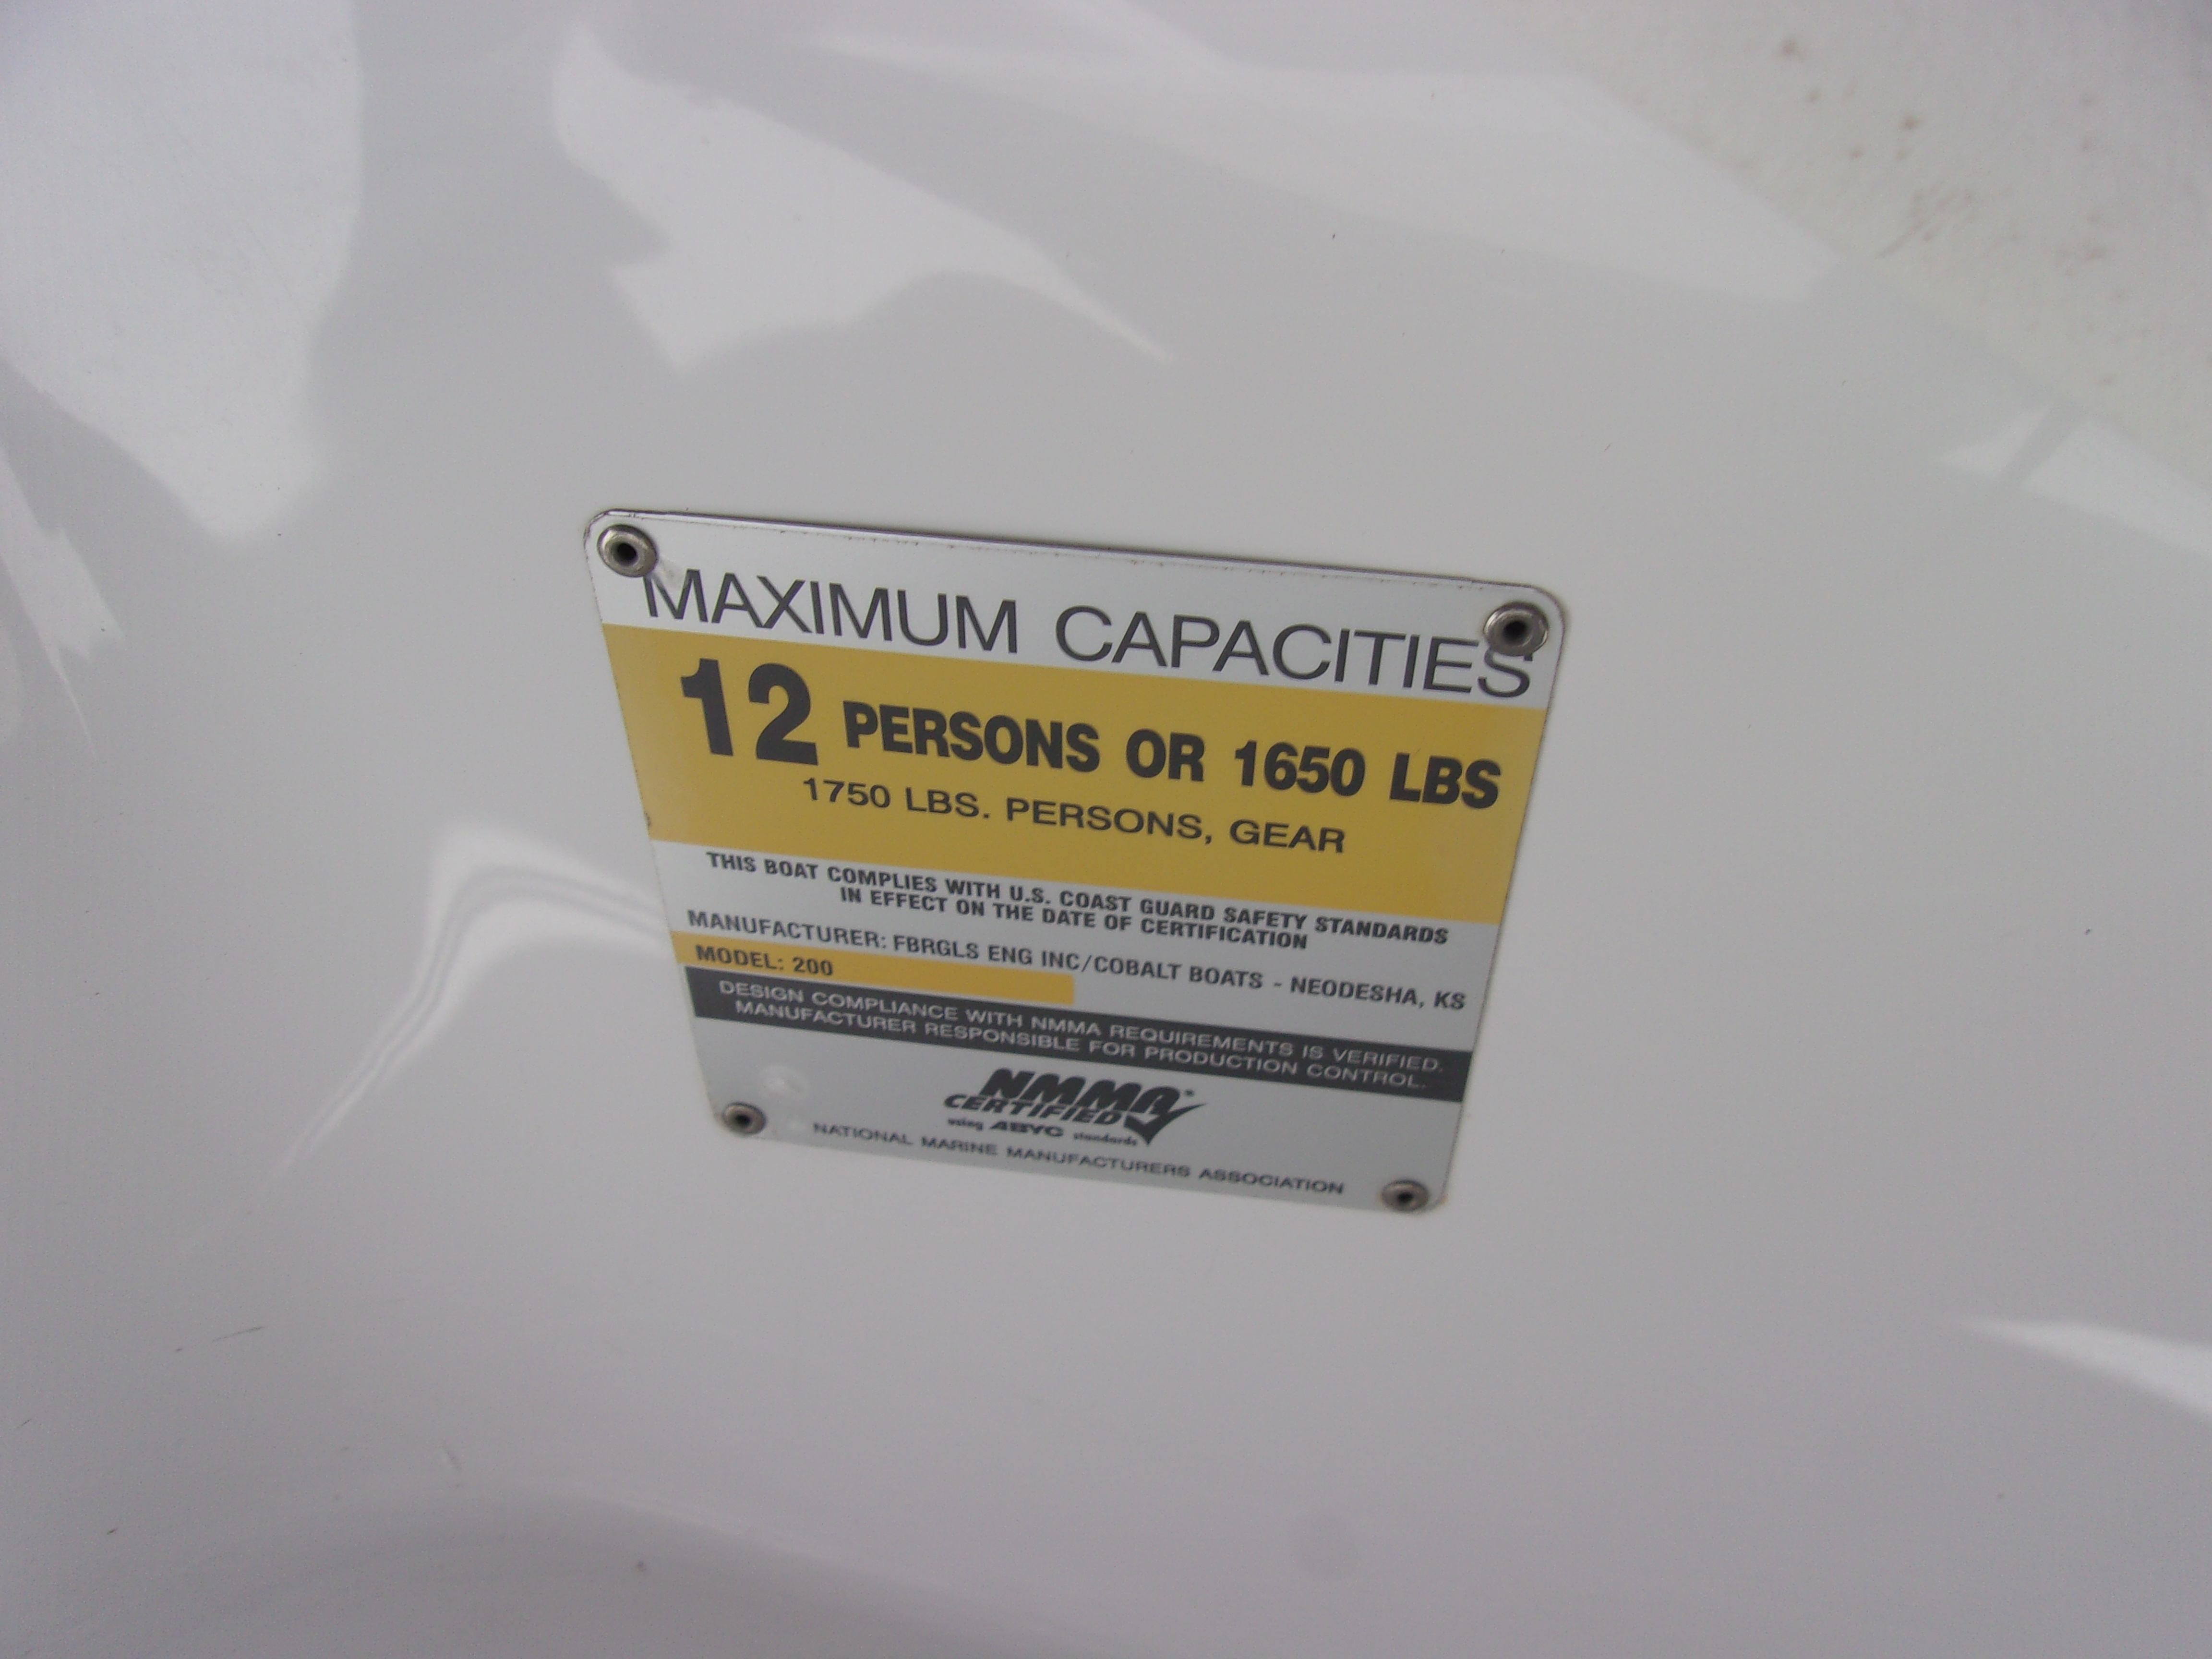 MAXIMUM CAPACITIES
12 PERSONS OR 1650 LBS
1750 LBS. PERSONS, GEAR
THIS BOAT COMPLIES WITH U.S. COAST GUARD SAFETY STANDARDS
IN EFFECT ON THE DATE OF CERTIFICATION
MANUFACTURER: FBRGLS ENG INC/COBALT BOATS - NEODESHA, KS
MODEL: 200
DESIGN COMPLIANCE WITH NMMA REQUIREMENTS IS VERIFIED.
MANUFACTURER RESPONSIBLE FOR PRODUCTION CONTROL.
NMMA®
CERTIFIED
using ABYC standards
NATIONAL MARINE MANUFACTURERS ASSOCIATION